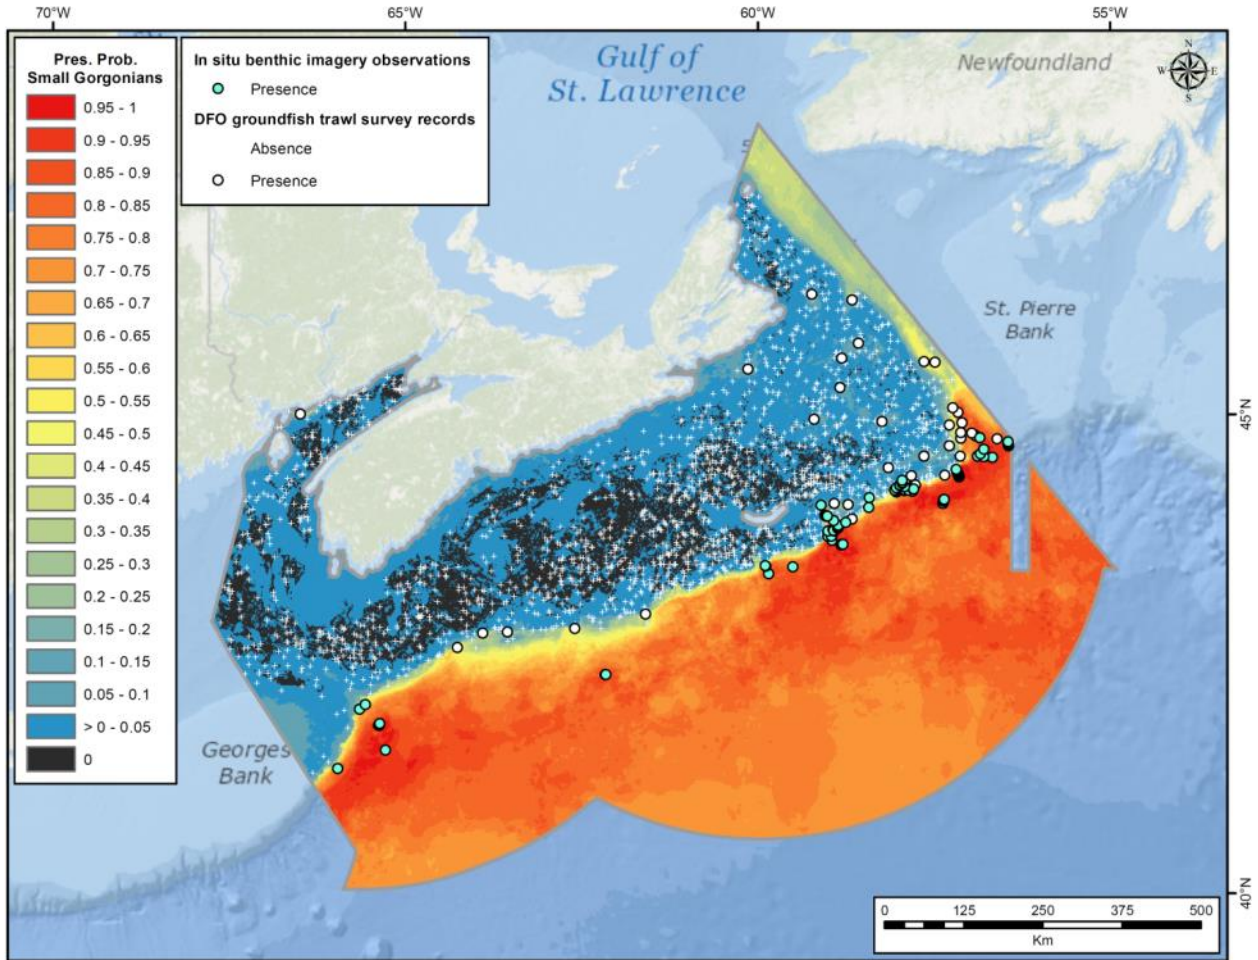 70°W
65°W
60°W
55°W
Pres. Prob.
Small Gorgonians
0.95 - 1
0.9 - 0.95
0.85 - 0.9
0.8 - 0.85
0.75 - 0.8
0.7 - 0.75
0.65 - 0.7
0.6 - 0.65
0.55 - 0.6
0.5 - 0.55
0.45 - 0.5
0.4 - 0.45
0.35 - 0.4
0.3 - 0.35
0.25 - 0.3
0.2 - 0.25
0.15 - 0.2
0.1 - 0.15
0.05 - 0.1
> 0 - 0.05
0
In situ benthic imagery observations
Presence
DFO groundfish trawl survey records
Absence
Presence
Gulf of
St. Lawrence
Newfoundland
N
W E
S
St. Pierre
Bank
45°N
Georges
Bank
40°N
0 125 250 375 500
Km